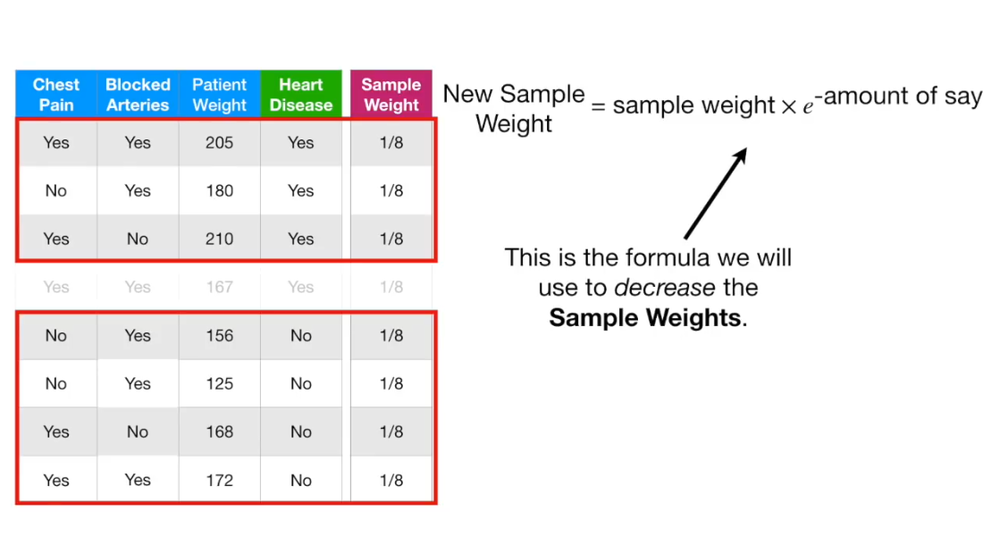 Chest Pain Blocked Arteries Patient Weight Heart Disease Sample Weight
Yes Yes 205 Yes 1/8
No Yes 180 Yes 1/8
Yes No 210 Yes 1/8
Yes Yes 167 Yes 1/8
No Yes 156 No 1/8
No Yes 125 No 1/8
Yes No 168 No 1/8
Yes Yes 172 No 1/8
New Sample Weight = sample weight × e^-amount of say
This is the formula we will
use to decrease the
Sample Weights.